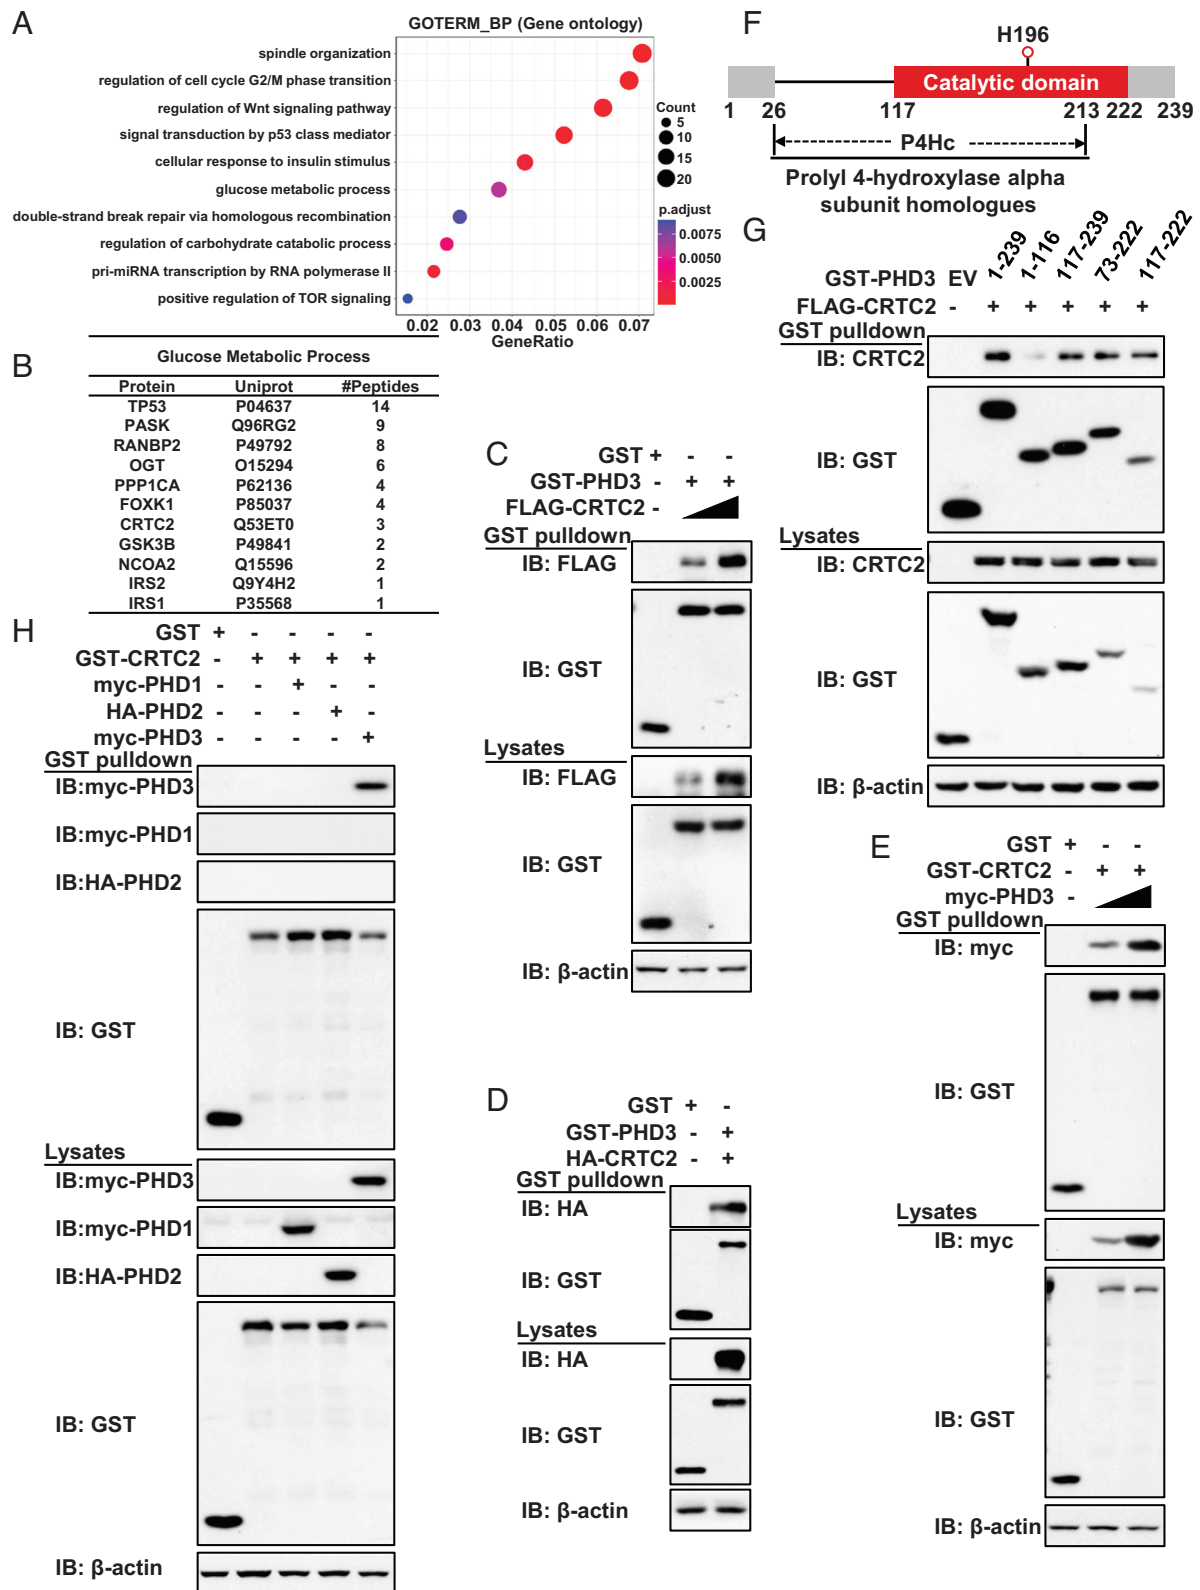 A
GOTERM_BP (Gene ontology)
spindle organization
regulation of cell cycle G2/M phase transition
regulation of Wnt signaling pathway
signal transduction by p53 class mediator
cellular response to insulin stimulus
glucose metabolic process
double-strand break repair via homologous recombination
regulation of carbohydrate catabolic process
pri-miRNA transcription by RNA polymerase II
positive regulation of TOR signaling
0.02 0.03 0.04 0.05 0.06 0.07
GeneRatio
Count
5
10
15
20
p.adjust
0.0075
0.0050
0.0025
B
Glucose Metabolic Process
Protein Uniprot #Peptides
TP53 P04637 14
PASK Q96RG2 9
RANBP2 P49792 8
OGT O15294 6
PPP1CA P62136 4
FOXK1 P85037 4
CRTC2 Q53ET0 3
GSK3B P49841 2
NCOA2 Q15596 2
IRS2 Q9Y4H2 1
IRS1 P35568 1
C
GST + - -
GST-PHD3 - + +
FLAG-CRTC2 -
GST pulldown
IB: FLAG
IB: GST
Lysates
IB: FLAG
IB: GST
IB: β-actin
D
GST + -
GST-PHD3 - +
HA-CRTC2 - +
GST pulldown
IB: HA
IB: GST
Lysates
IB: HA
IB: GST
IB: β-actin
E
GST + - -
GST-CRTC2 - + +
myc-PHD3 -
GST pulldown
IB: myc
IB: GST
Lysates
IB: myc
IB: GST
IB: β-actin
F
H196
Catalytic domain
1 26 117 213 222 239
P4Hc
Prolyl 4-hydroxylase alpha
subunit homologues
G
GST-PHD3 EV 1-239 1-116 117-239 73-222 117-222
FLAG-CRTC2 - + + + + +
GST pulldown
IB: CRTC2
IB: GST
Lysates
IB: CRTC2
IB: GST
IB: β-actin
H
GST + - - - -
GST-CRTC2 - + + + +
myc-PHD1 - - + - -
HA-PHD2 - - - + -
myc-PHD3 - - - - +
GST pulldown
IB:myc-PHD3
IB:myc-PHD1
IB:HA-PHD2
IB: GST
Lysates
IB:myc-PHD3
IB:myc-PHD1
IB:HA-PHD2
IB: GST
IB: β-actin